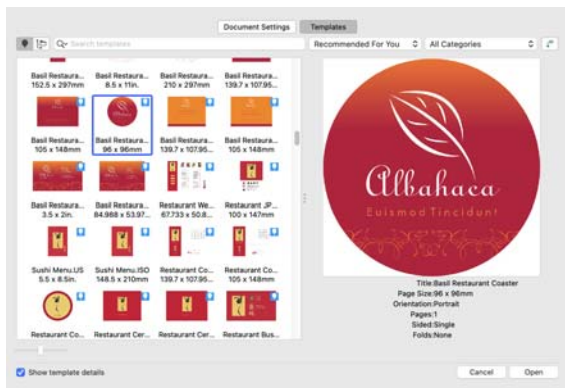 Document Settings
Templates
Search templates
Recommended For You
All Categories
Basil Restaura...
152.5 x 297mm
Basil Restaura...
8.5 x 11in.
Basil Restaura...
210 x 297mm
Basil Restaura...
139.7 x 107.95...
Basil Restaura...
105 x 148mm
Basil Restaura...
96 x 96mm
Basil Restaura...
139.7 x 107.95...
Basil Restaura...
105 x 148mm
Basil Restaura...
3.5 x 2in.
Basil Restaura...
84.988 x 53.97...
Restaurant We...
67.733 x 50.8...
Restaurant JP...
100 x 147mm
Sushi Menu.US
5.5 x 8.5in.
Sushi Menu.ISO
148.5 x 210mm
Restaurant Co...
139.7 x 107.95...
Restaurant Co...
105 x 148mm
Restaurant Co...
Restaurant Cer...
Restaurant Cer...
Restaurant Bus...
Albahaca
Euismod Tincidunt
Title:Basil Restaurant Coaster
Page Size:96 x 96mm
Orientation:Portrait
Pages:1
Sided:Single
Folds:None
Show template details
Cancel
Open